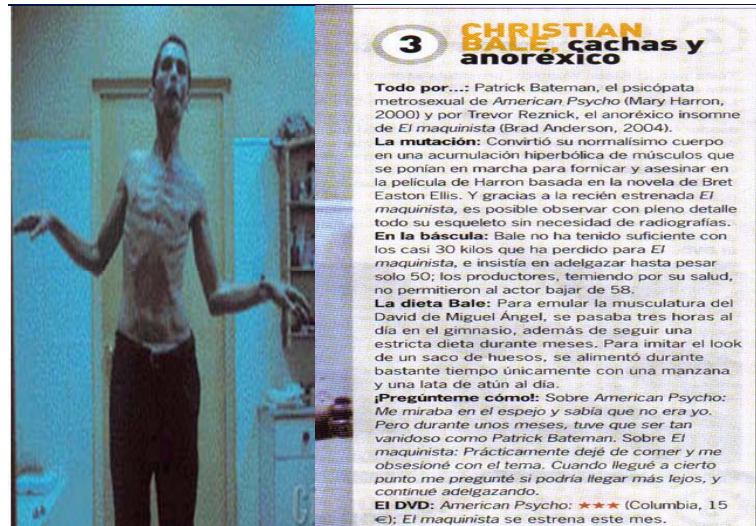 3
CHRISTIAN
BALE, cachas y
anoréxico
Todo por...: Patrick Bateman, el psicópata
metrosexual de American Psycho (Mary Harron,
2000) y por Trevor Reznick, el anoréxico insomne
de El maquinista (Brad Anderson, 2004).
La mutación: Convirtió su normalísimo cuerpo
en una acumulación hiperbólica de músculos que
se ponían en marcha para fornicar y asesinar en
la película de Harron basada en la novela de Bret
Easton Ellis. Y gracias a la recién estrenada El
maquinista, es posible observar con pleno detalle
todo su esqueleto sin necesidad de radiografías.
En la báscula: Bale no ha tenido suficiente con
los casi 30 kilos que ha perdido para El
maquinista, e insistía en adelgazar hasta pesar
solo 50; los productores, temiendo por su salud,
no permitieron al actor bajar de 58.
La dieta Bale: Para emular la musculatura del
David de Miguel Ángel, se pasaba tres horas al
día en el gimnasio, además de seguir una
estricta dieta durante meses. Para imitar el look
de un saco de huesos, se alimentó durante
bastante tiempo únicamente con una manzana
y una lata de atún al día.
¡Pregúnteme cómo!: Sobre American Psycho:
Me miraba en el espejo y sabía que no era yo.
Pero durante unos meses, tuve que ser tan
vanidoso como Patrick Bateman. Sobre El
maquinista: Prácticamente dejé de comer y me
obsesioné con el tema. Cuando llegué a cierto
punto me pregunté si podría llegar más lejos, y
continué adelgazando.
El DVD: American Psycho: ★★★ (Columbia, 15
€); El maquinista se estrena este mes.